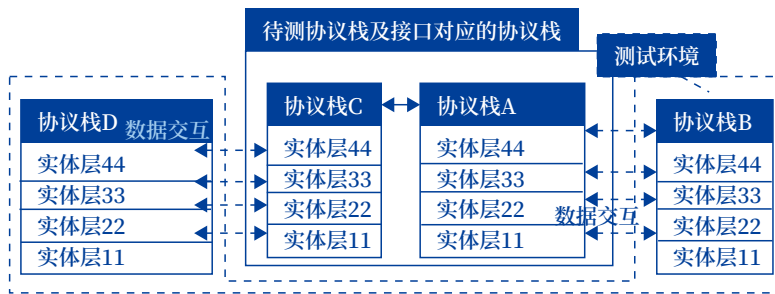 待测协议栈及接口对应的协议栈
测试环境
协议栈D
数据交互
实体层44
实体层33
实体层22
实体层11
协议栈C
实体层44
实体层33
实体层22
实体层11
协议栈A
实体层44
实体层33
实体层22
实体层11
数据交互
协议栈B
实体层44
实体层33
实体层22
实体层11